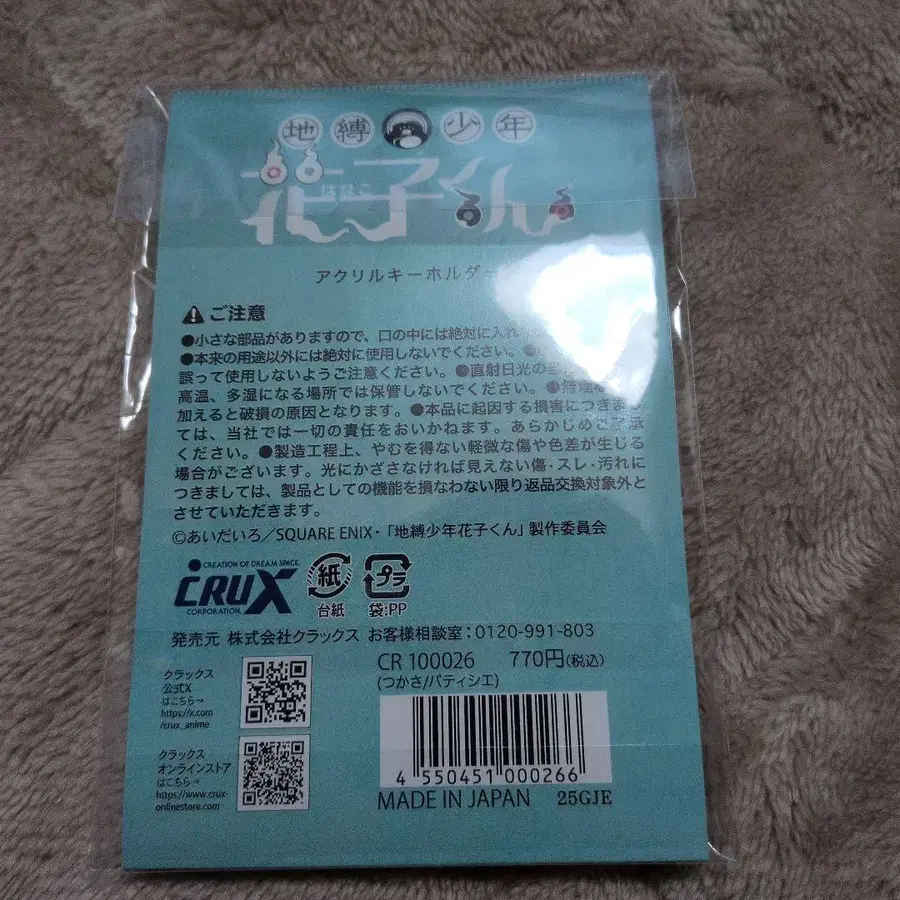 地縛少年
花子くん
はなこ
アクリルキーホルダー
ご注意
●小さな部品がありますので、口の中には絶対に入れ
●本来の用途以外には絶対に使用しないでください。●
誤って使用しないようご注意ください。●直射日光の
高温、多湿になる場所では保管しないでください。●無理
加えると破損の原因となります。●本品に起因する損害につきまし
ては、当社では一切の責任をおいかねます。あらかじめご了承
ください。●製造工程上、やむを得ない軽微な傷や色差が生じる
場合がございます。光にかざさなければ見えない傷・スレ・汚れに
つきましては、製品としての機能を損なわない限り返品交換対象外と
させていただきます。
©あいだいろ/SQUARE ENIX・「地縛少年花子くん」製作委員会
CREATION OF DREAM SPACE.
CRUX
CORPORATION.
紙
台紙
プラ
袋:PP
発売元 株式会社クラックス お客様相談室:0120-991-803
クラックス
公式X
はこちら→
https://x.com
/crux_anime
クラックス
オンラインストア
はこちら→
https://www.crux-
onlinestore.com
CR 100026 770円(税込)
(つかさ/パティシエ)
4 550451 000266
MADE IN JAPAN 25GJE